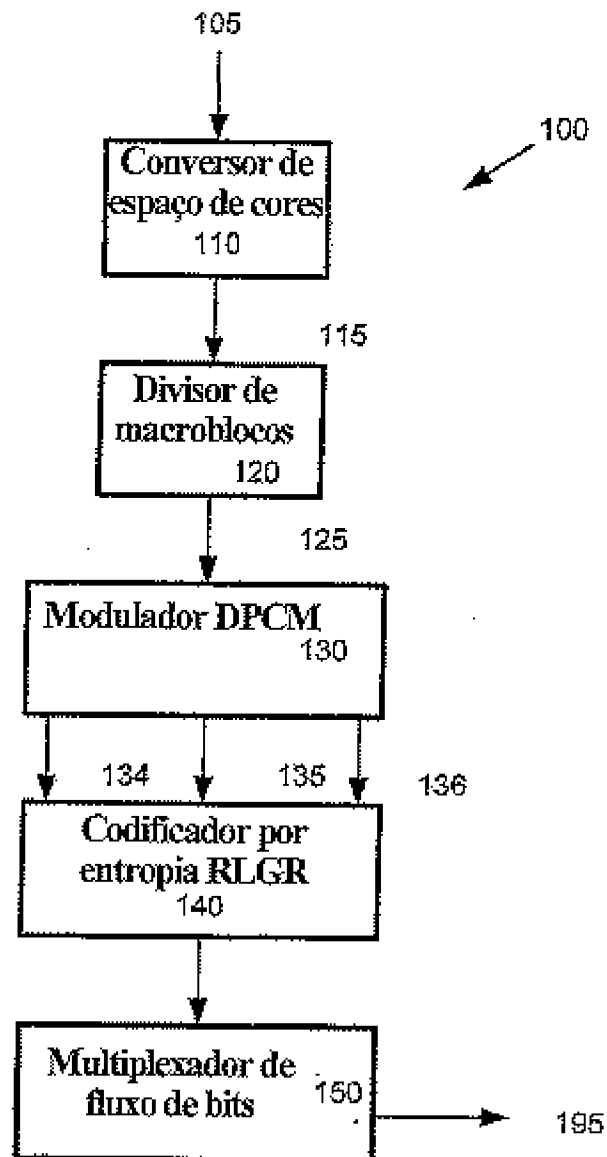 105
100
Conversor de
espaço de cores
110
115
Divisor de
macroblocos
120
125
Modulador DPCM
130
134
135
136
Codificador por
entropia RLGR
140
Multiplexador de
fluxo de bits
150
195